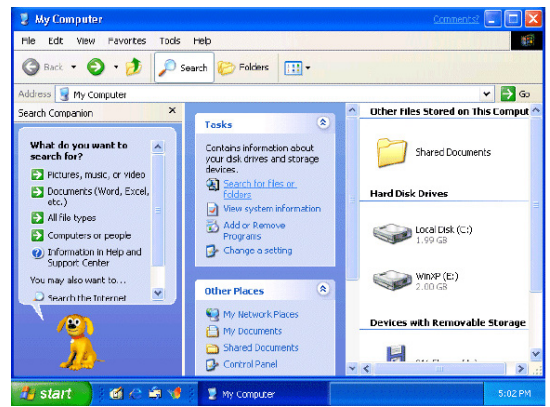 My Computer
Comments?
File Edit View Favorites Tools Help
Back Search Folders
Address My Computer Go
Search Companion
What do you want to
search for?
Pictures, music, or video
Documents (Word, Excel,
etc.)
All file types
Computers or people
Information in Help and
Support Center
You may also want to...
Search the Internet
Tasks
Contains information about
your disk drives and storage
devices.
Search for files or
folders
View system information
Add or Remove
Programs
Change a setting
Other Places
My Network Places
My Documents
Shared Documents
Control Panel
Other Files Stored on This Comput
Shared Documents
Hard Disk Drives
Local Disk (C:)
1.99 GB
WinXP (E:)
2.00 GB
Devices with Removable Storage
start
My Computer
5:02 PM